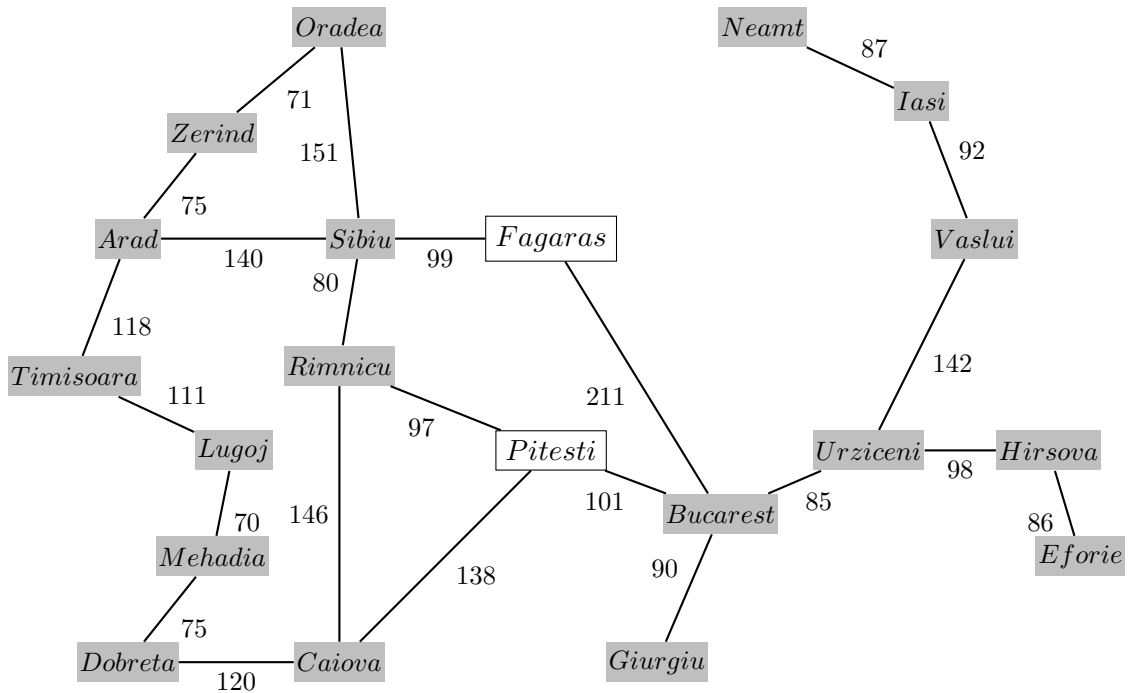 Oradea
Neamt
87
Iasi
71
Zerind
151
92
75
Arad
Sibiu
Fagaras
Vaslui
140
99
80
118
Rimnicu
142
Timisoara
111
211
97
Lugoj
Pitesti
Urziceni
Hirsova
98
101
85
Bucarest
146
70
86
Mehadia
Eforie
90
138
75
Dobreta
Caiova
Giurgiu
120